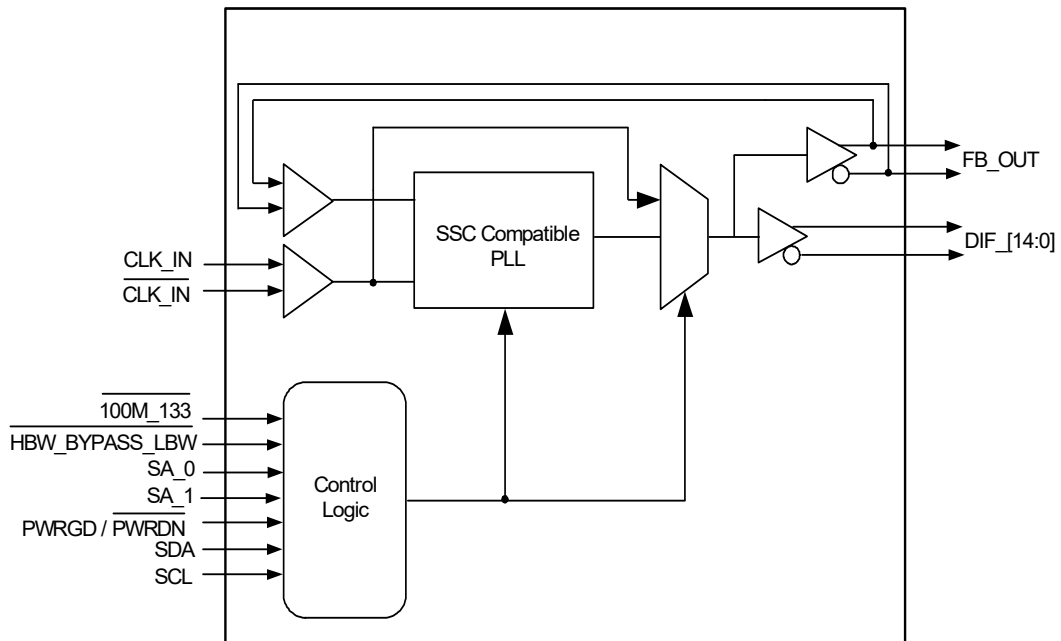 FB_OUT
SSC Compatible
PLL
DIF_[14:0]
CLK_IN
CLK_IN
100M_133
HBW_BYPASS_LBW
SA_0
SA_1
PWRGD / PWRDN
SDA
SCL
Control
Logic